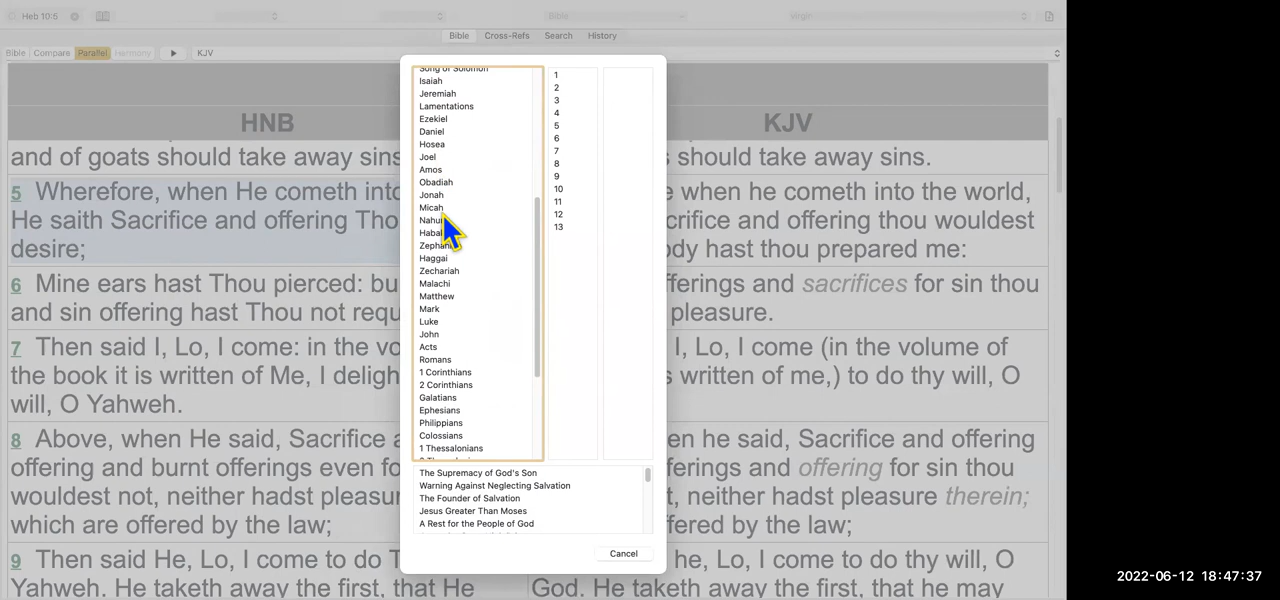 Heb 10:5
Bible
Virgin
Bible Cross-Refs Search History
Bible Compare Parallel Harmony KJV
HNB KJV
and of goats should take away sins
should take away sins.
5 Wherefore, when He cometh into
He saith Sacrifice and offering Tho
desire;
when he cometh into the world,
crifice and offering thou wouldest
dy hast thou prepared me:
6 Mine ears hast Thou pierced: bu
and sin offering hast Thou not requ
ferings and sacrifices for sin thou
pleasure.
7 Then said I, Lo, I come: in the vo
the book it is written of Me, I deligh
will, O Yahweh.
I, Lo, I come (in the volume of
s written of me,) to do thy will, O
8 Above, when He said, Sacrifice a
offering and burnt offerings even fo
wouldest not, neither hadst pleasur
which are offered by the law;
en he said, Sacrifice and offering
ferings and offering for sin thou
t, neither hadst pleasure therein;
ered by the law;
9 Then said He, Lo, I come to do T
Yahweh. He taketh away the first, that He
he, Lo, I come to do thy will, O
God. He taketh away the first, that he may
Song of Solomon
Isaiah
Jeremiah
Lamentations
Ezekiel
Daniel
Hosea
Joel
Amos
Obadiah
Jonah
Micah
Nahu
Habak
Zephan
Haggai
Zechariah
Malachi
Matthew
Mark
Luke
John
Acts
Romans
1 Corinthians
2 Corinthians
Galatians
Ephesians
Philippians
Colossians
1 Thessalonians
1
2
3
4
5
6
7
8
9
10
11
12
13
The Supremacy of God's Son
Warning Against Neglecting Salvation
The Founder of Salvation
Jesus Greater Than Moses
A Rest for the People of God
Cancel
2022-06-12 18:47:37